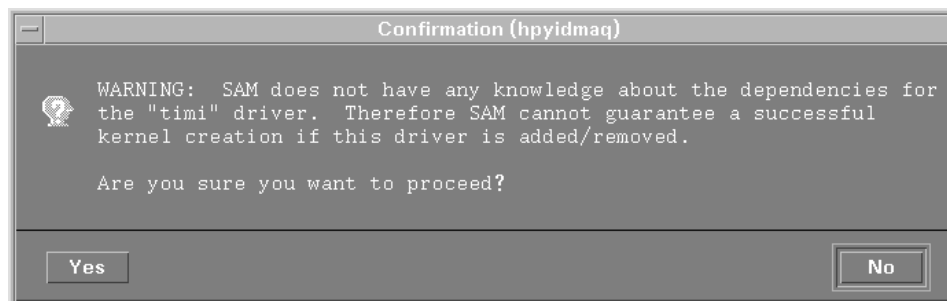 Confirmation (hpyidmaq)
WARNING:  SAM does not have any knowledge about the dependencies for
the "timi" driver.  Therefore SAM cannot guarantee a successful
kernel creation if this driver is added/removed.
Are you sure you want to proceed?
Yes
No